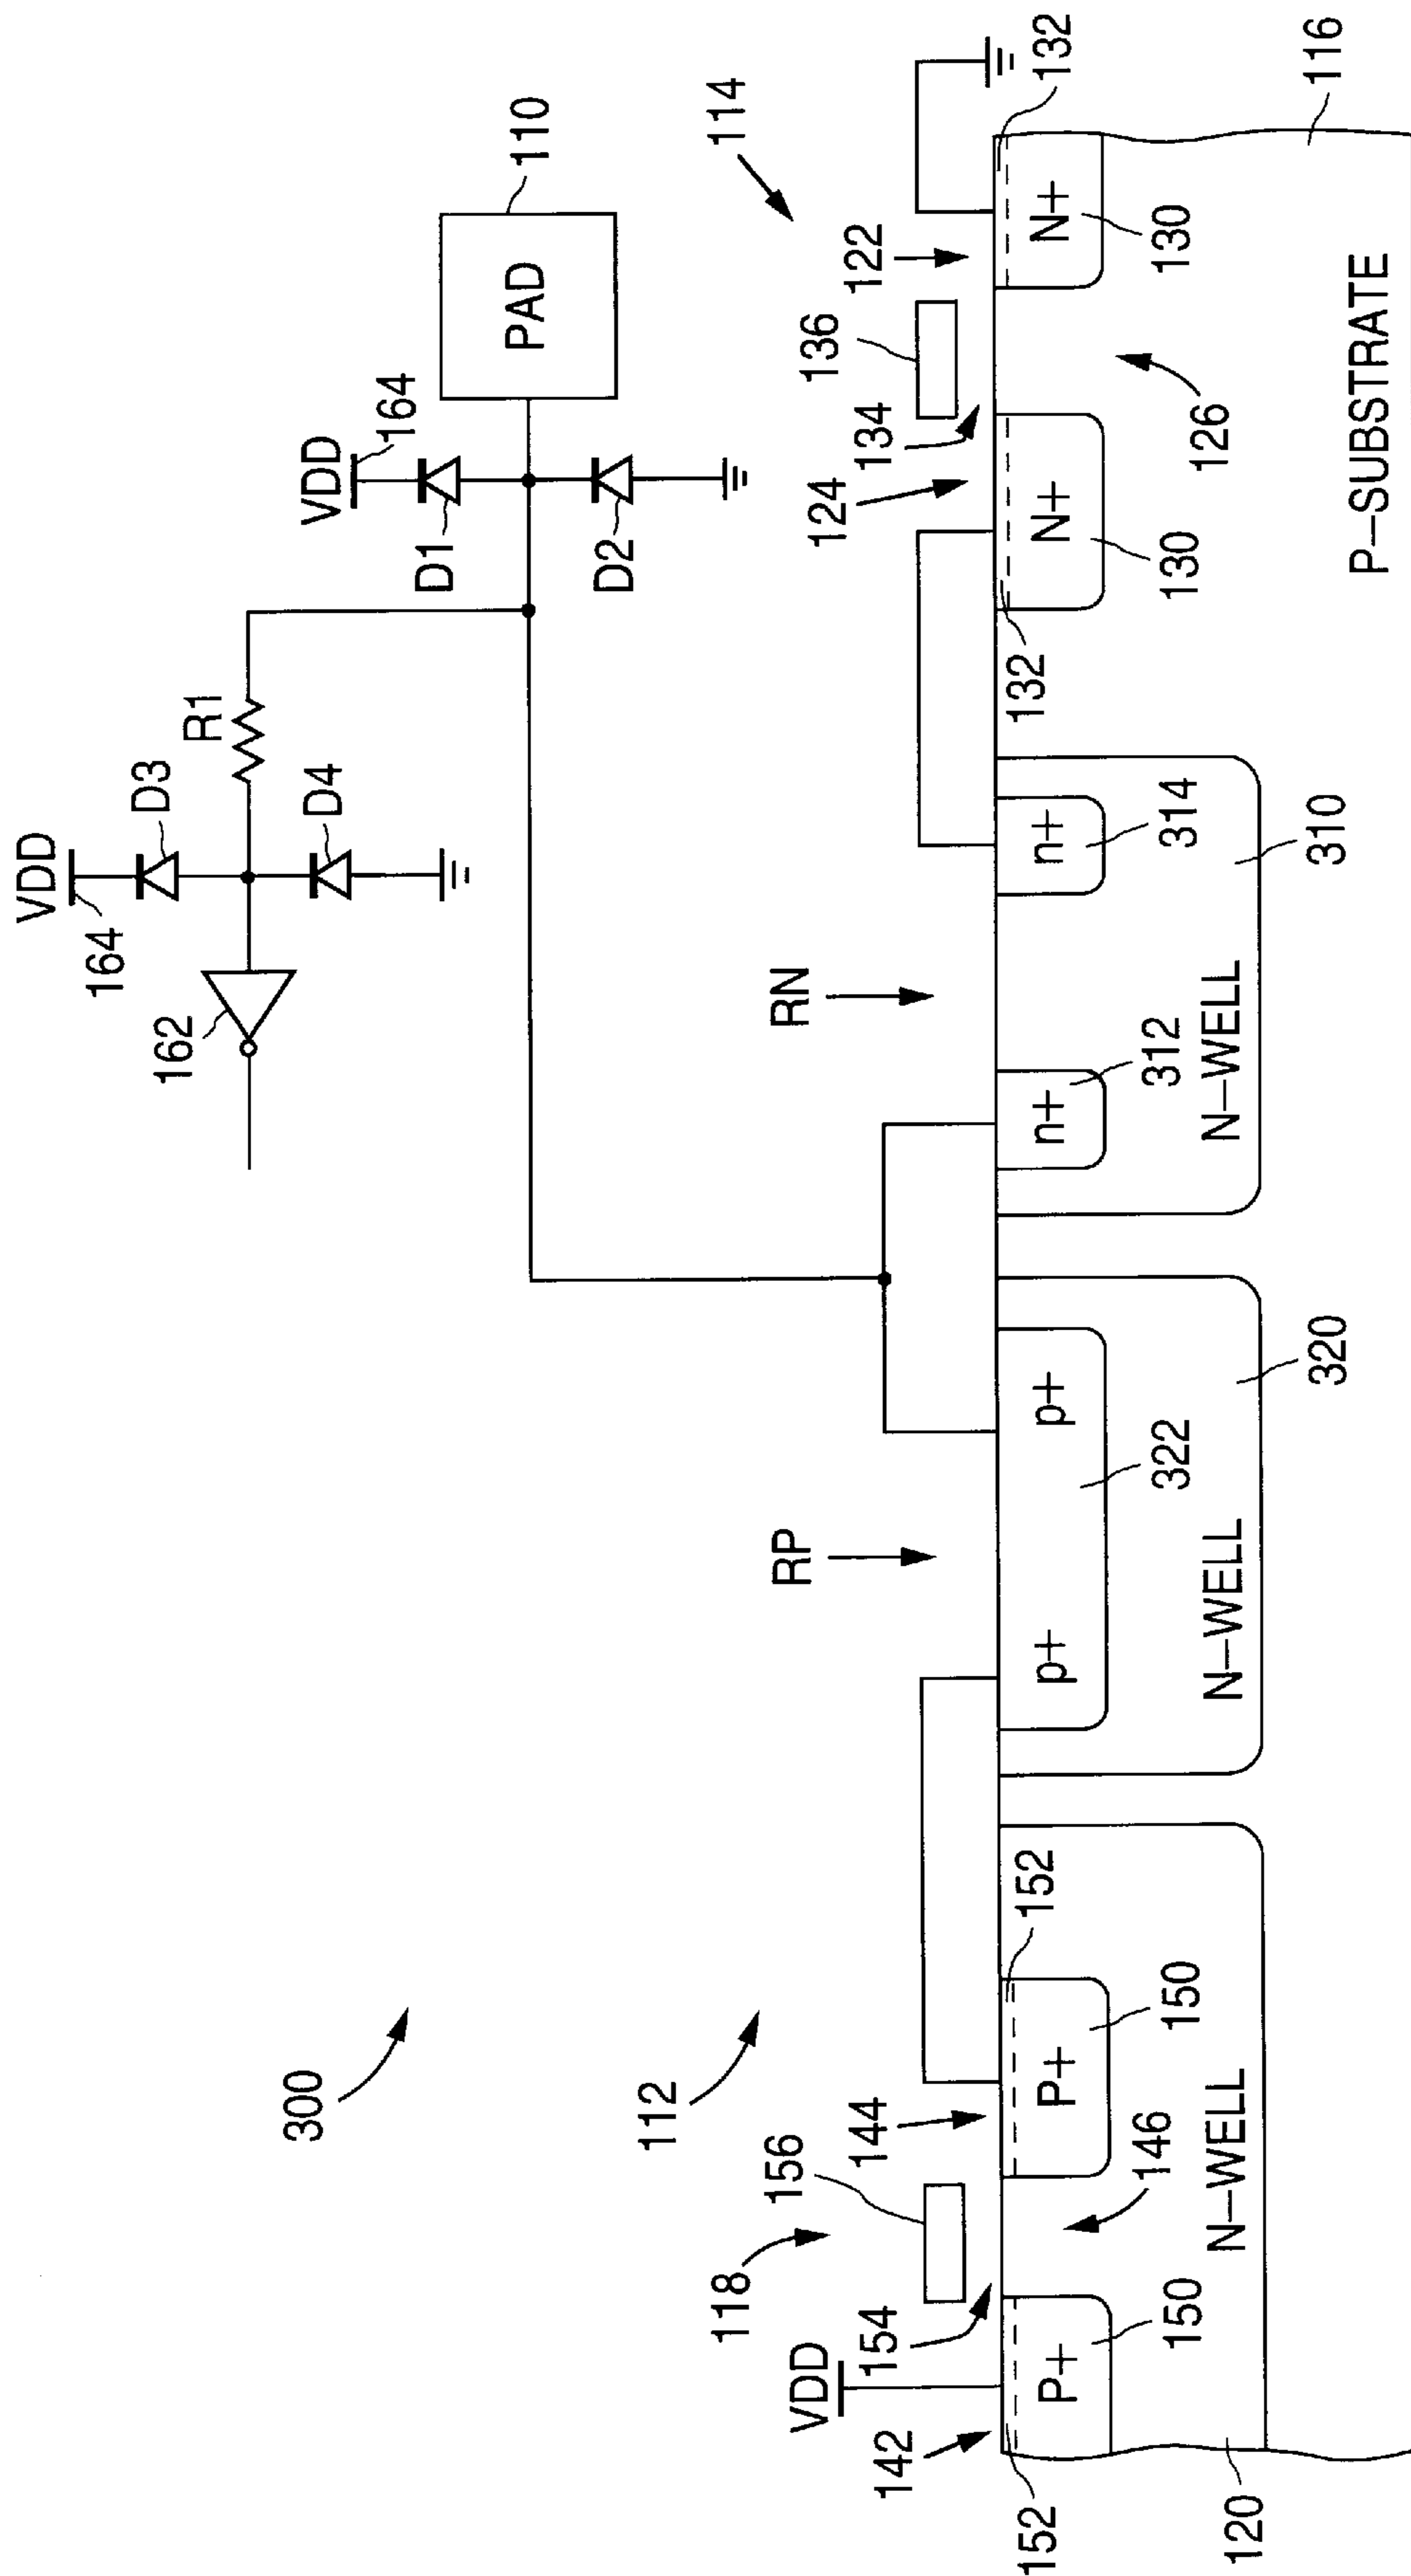 300
VDD
164
D3
D4
162
R1
VDD
164
D1
D2
PAD
110
112
114
118
156
VDD
142
154
144
RP
RN
124
134
136
122
132
152
P+
150
146
P+
152
150
N-WELL
120
p+
p+
322
N-WELL
320
n+
312
n+
314
N-WELL
310
132
N+
130
126
N+
130
P-SUBSTRATE
116